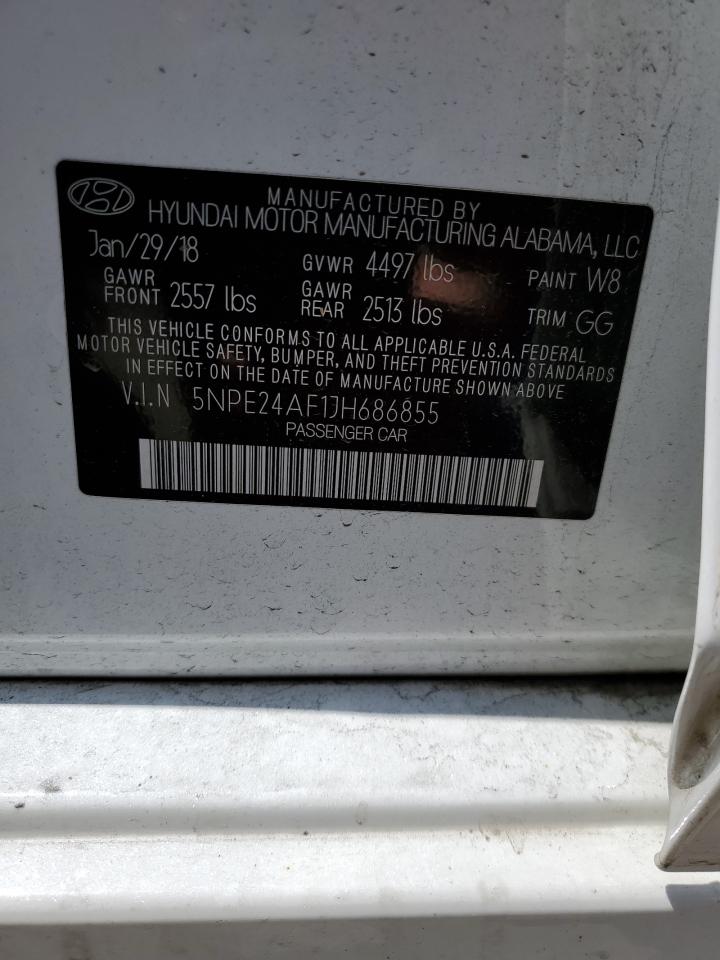 MANUFACTURED BY
HYUNDAI MOTOR MANUFACTURING ALABAMA, LLC
Jan/29/18 GVWR 4497 lbs PAINT W8
GAWR FRONT 2557 lbs GAWR REAR 2513 lbs TRIM GG
THIS VEHICLE CONFORMS TO ALL APPLICABLE U.S.A. FEDERAL
MOTOR VEHICLE SAFETY, BUMPER, AND THEFT PREVENTION STANDARDS
IN EFFECT ON THE DATE OF MANUFACTURE SHOWN ABOVE
V.I.N 5NPE24AF1JH686855
PASSENGER CAR